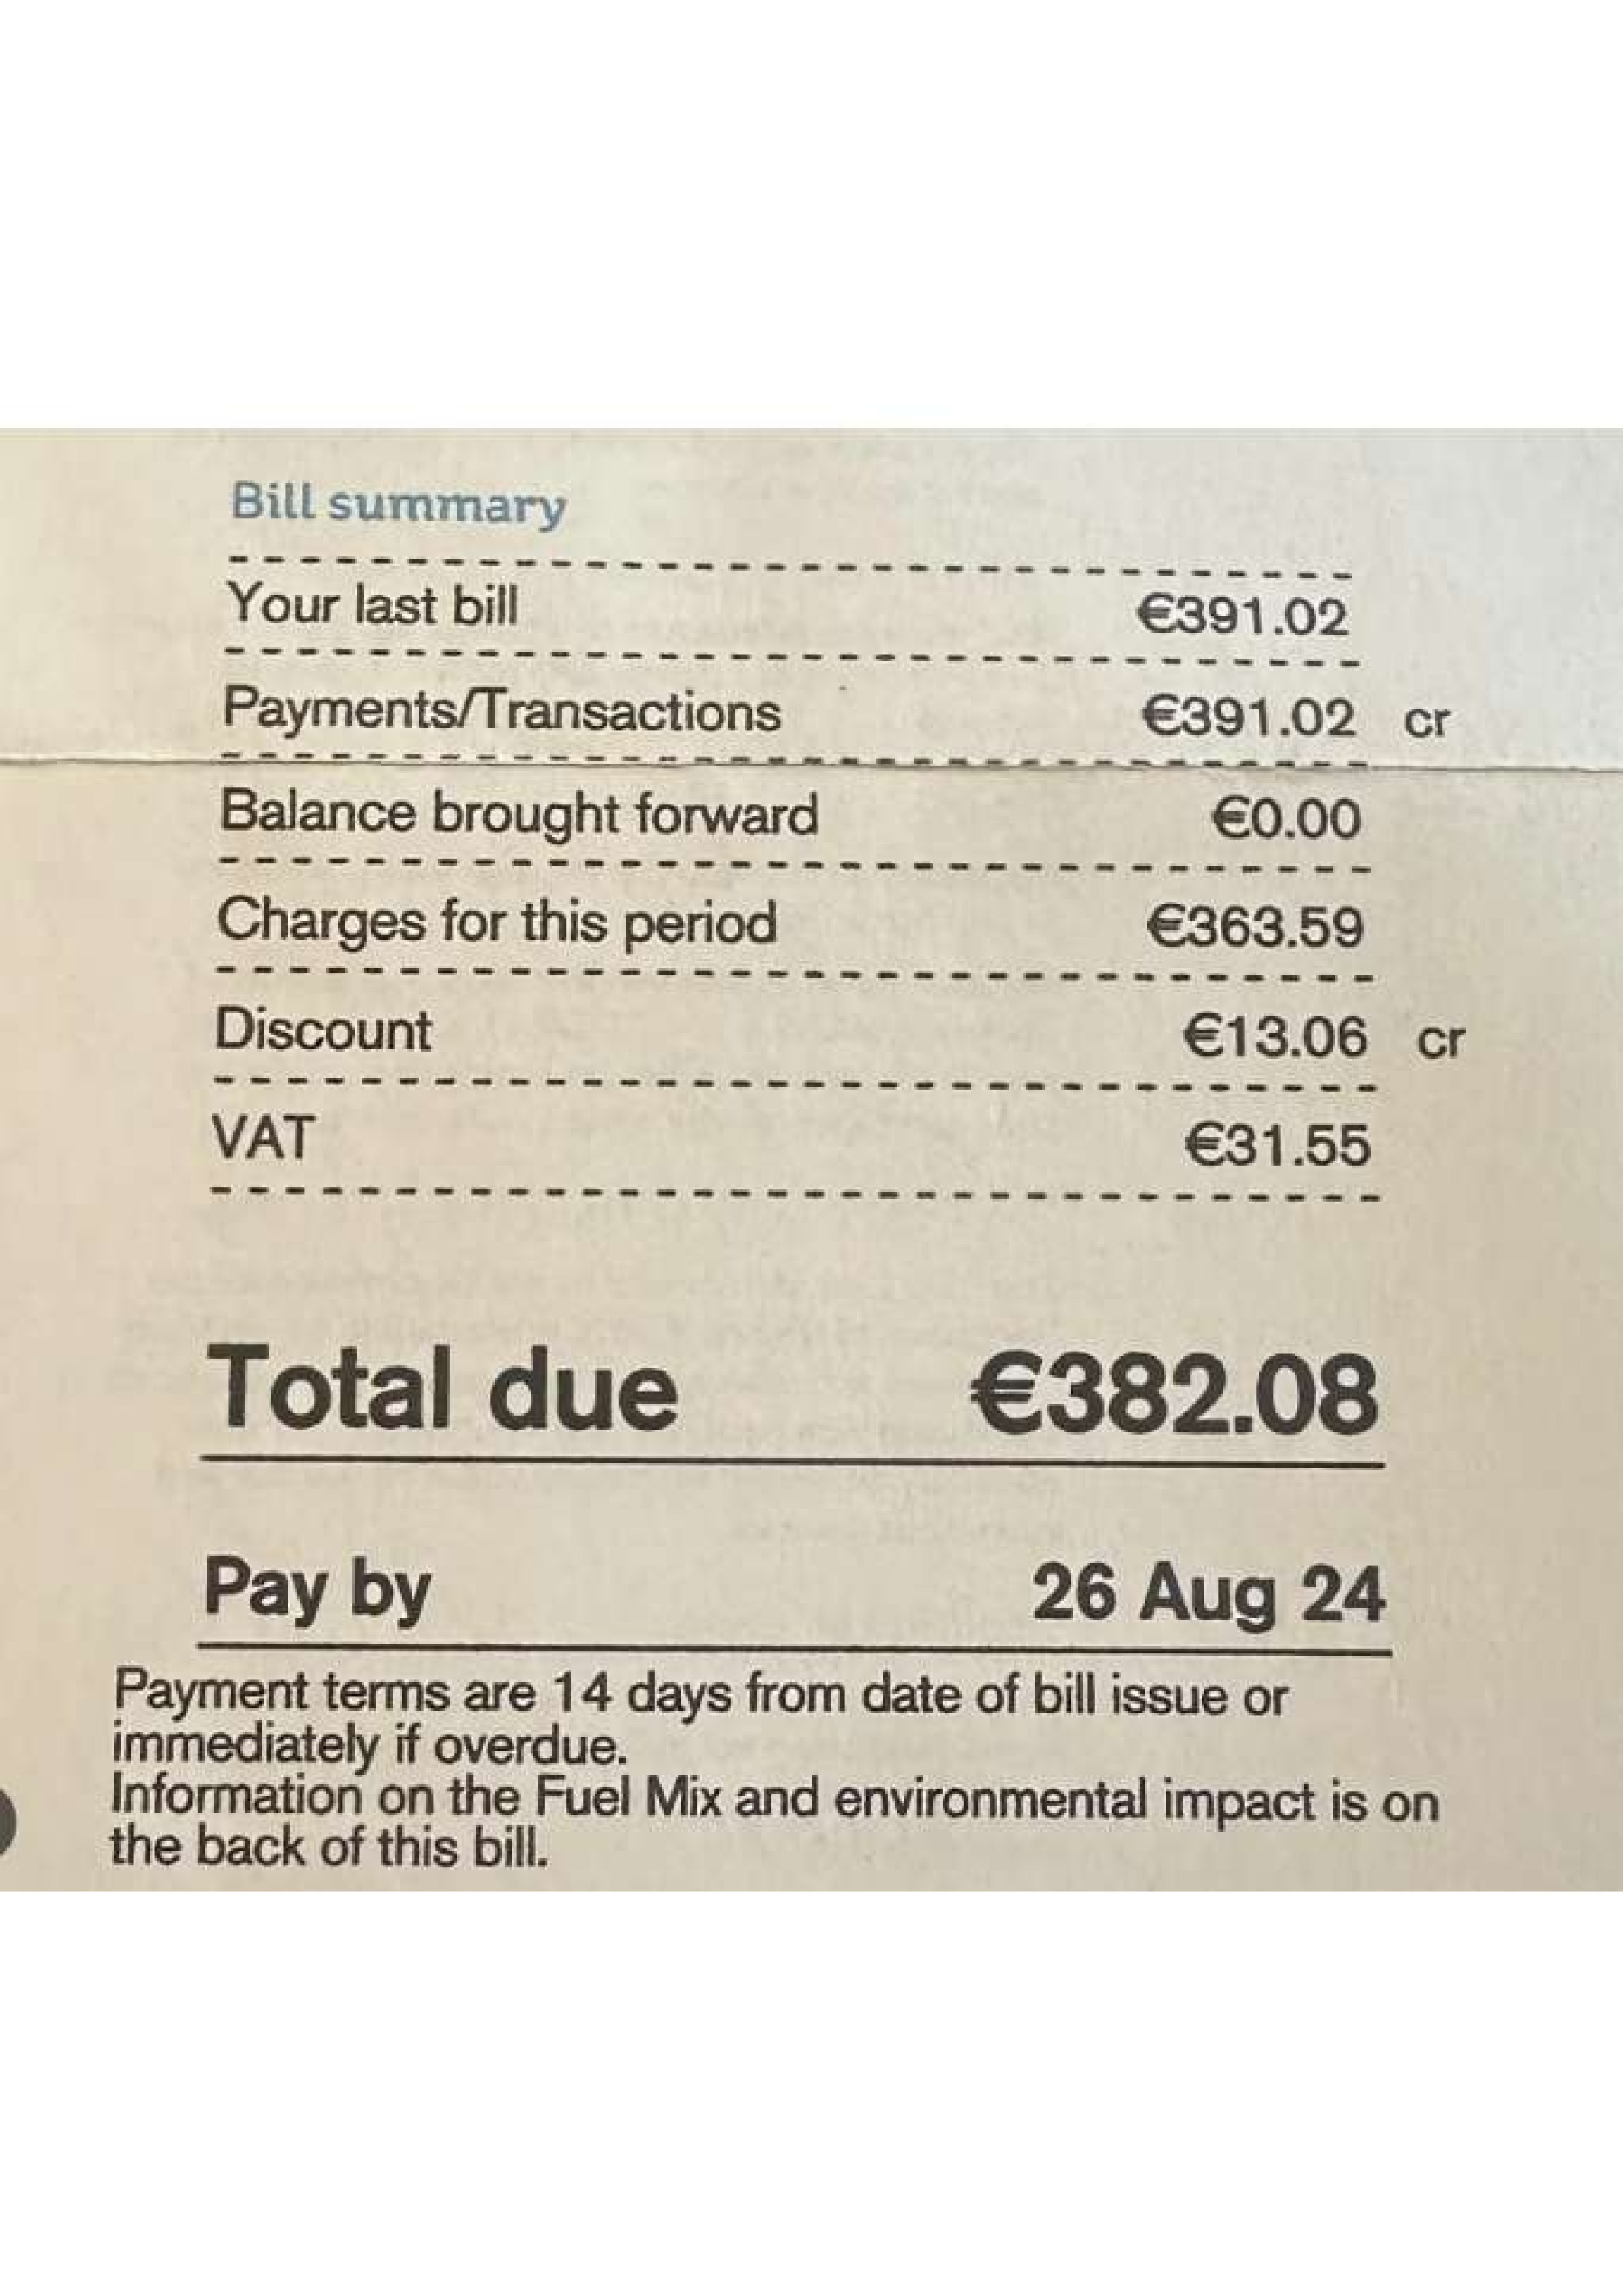 Bill summary
Your last bill €391.02
Payments/Transactions €391.02 cr
Balance brought forward €0.00
Charges for this period €363.59
Discount €13.06 cr
VAT €31.55
Total due €382.08
Pay by 26 Aug 24
Payment terms are 14 days from date of bill issue or
immediately if overdue.
Information on the Fuel Mix and environmental impact is on
the back of this bill.